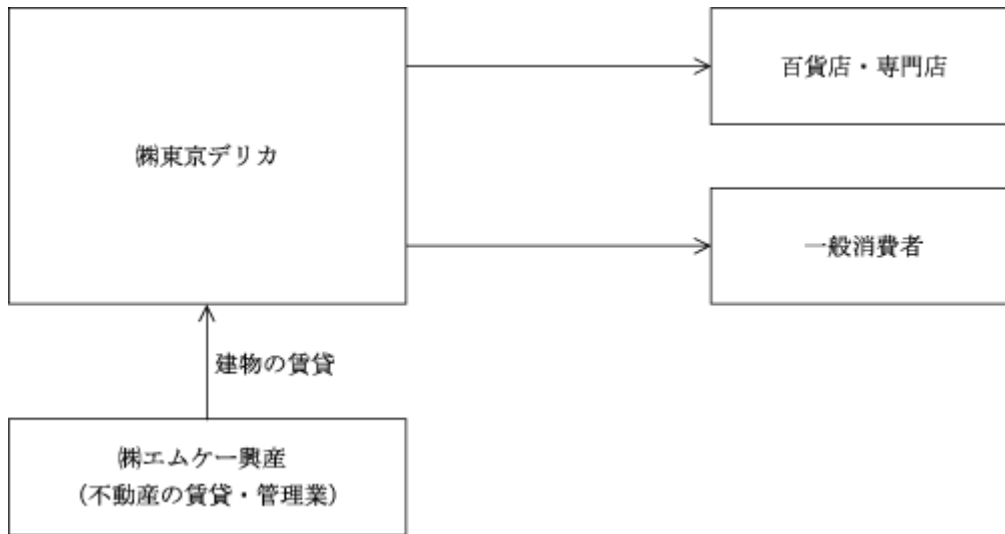 ㈱東京デリカ
百貨店・専門店
一般消費者
建物の賃貸
㈱エムケー興産
（不動産の賃貸・管理業）